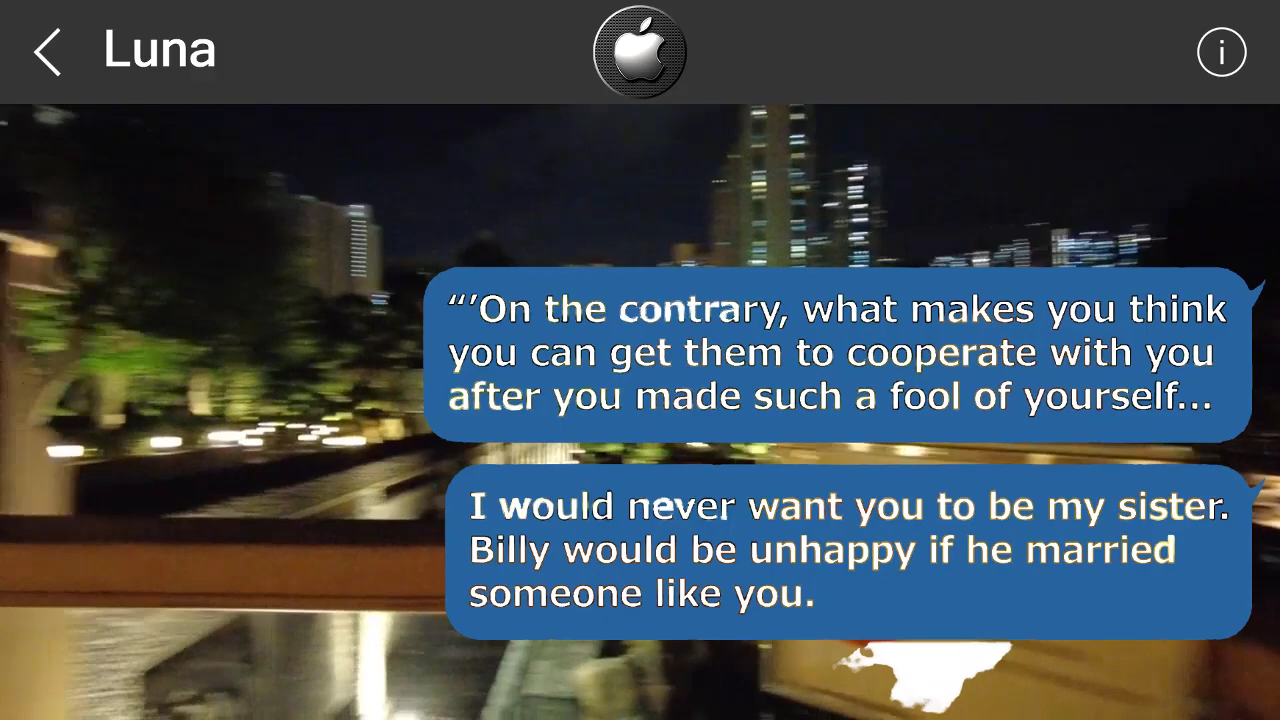 Luna
i
“’On the contrary, what makes you think
you can get them to cooperate with you
after you made such a fool of yourself...
I would never want you to be my sister.
Billy would be unhappy if he married
someone like you.